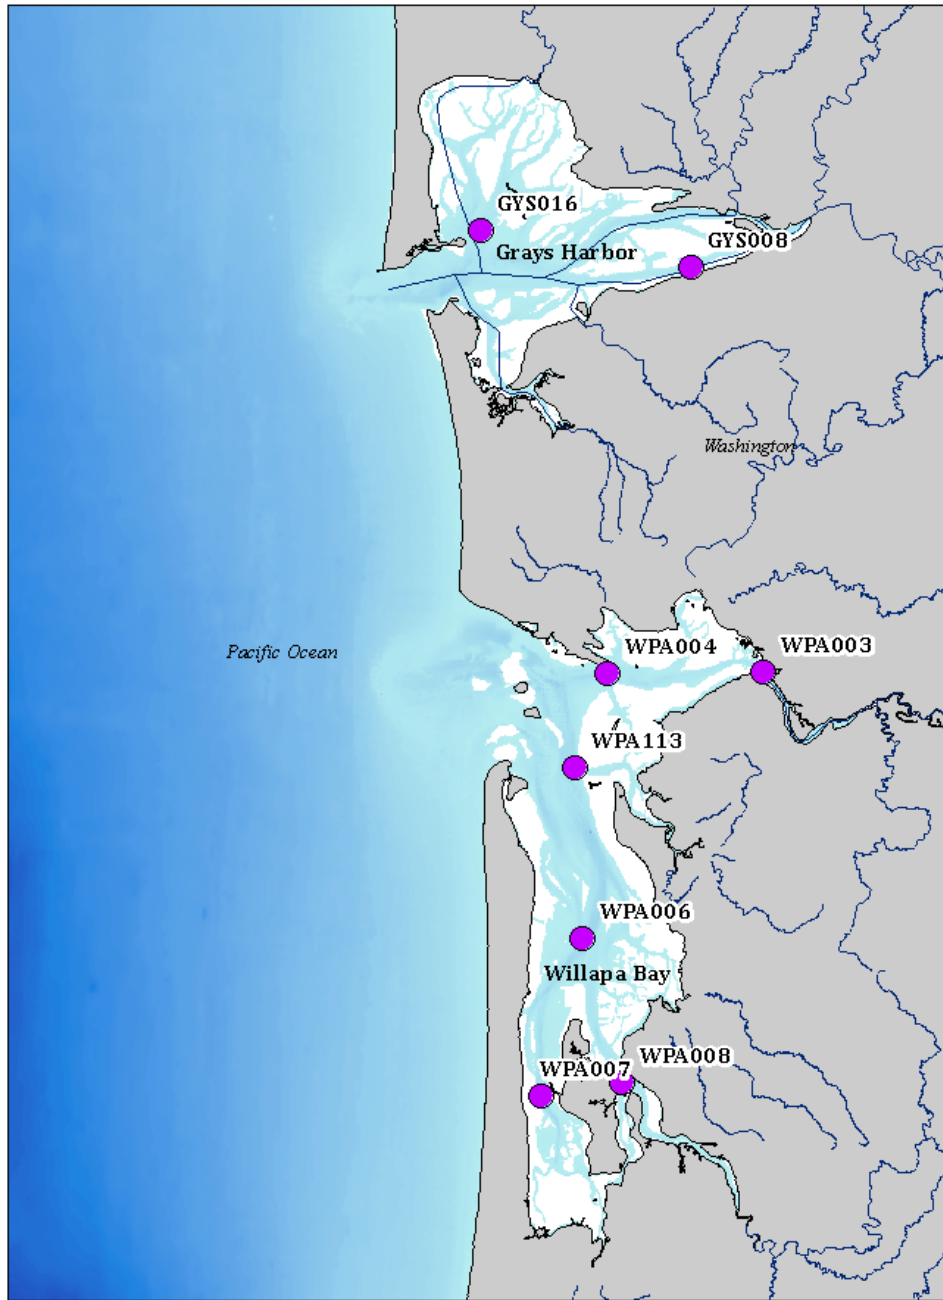 GYS016
GYS008
Grays Harbor
Washington
Pacific Ocean
WPA004
WPA003
WPA113
WPA006
Willapa Bay
WPA008
WPA007